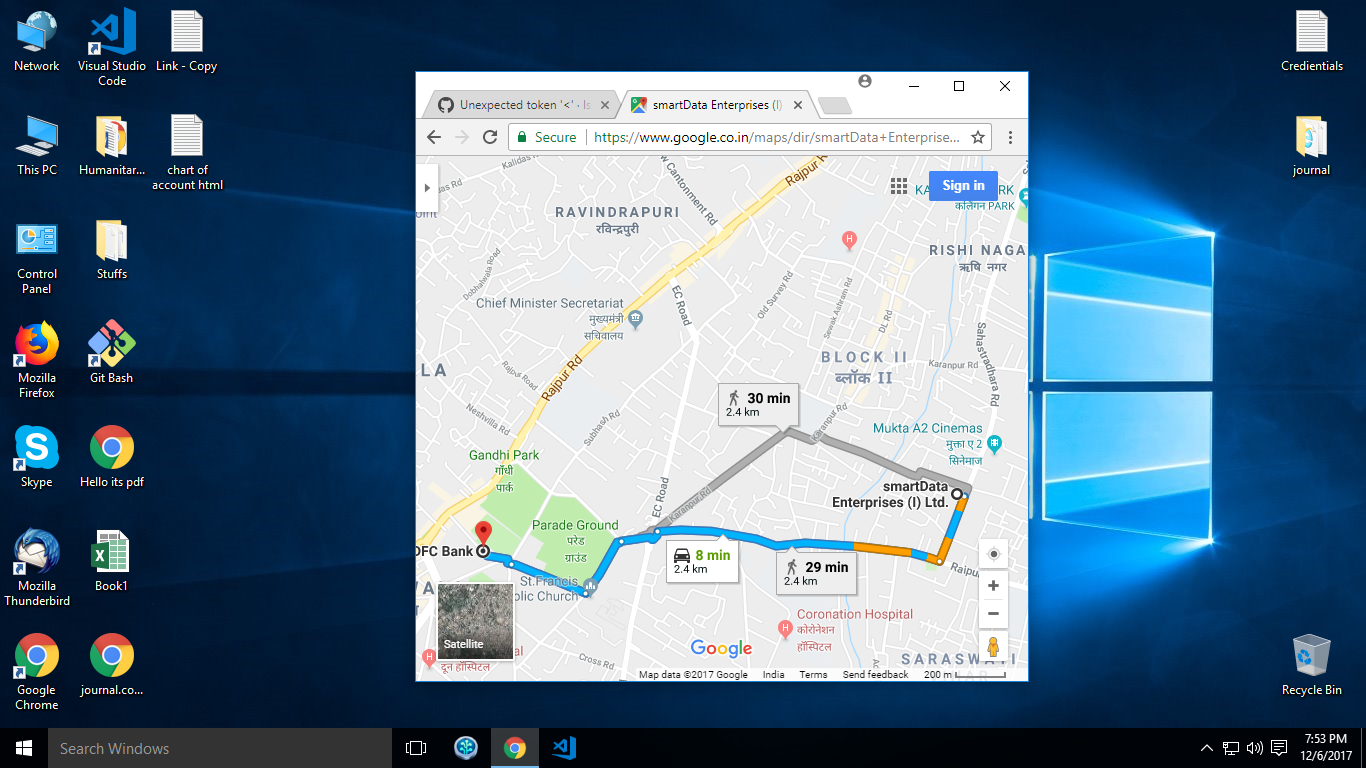 Network
Visual Studio
Code
Link - Copy
This PC
Humanitar...
chart of
account html
Control
Panel
Stuffs
Mozilla
Firefox
Git Bash
Skype
Hello its pdf
Mozilla
Thunderbird
Book1
Google
Chrome
journal.co...
Credentials
journal
Recycle Bin
Unexpected token '<' · Is
smartData Enterprises (I)
Secure
https://www.google.co.in/maps/dir/smartData+Enterprise...
Sign in
Kalidas Rd
Cantonment Rd
Rajpur Rd
कलिंगन PARK
RAVINDRAPURI
रविन्द्रपुरी
RISHI NAGA
ऋषि नगर
Dobhalwala Road
EC Road
Old Survey Rd
Sewak Ashram Rd
DL Rd
Sahastradhara Rd
Chief Minister Secretariat
मुख्यमंत्री
सचिवालय
BLOCK II
ब्लॉक II
Karanpur Rd
LA
Rajpur Road
Rajpur Rd
Neshvilla Rd
Subhash Rd
30 min
2.4 km
Karanpur Rd
Mukta A2 Cinemas
मुक्ता ए 2
सिनेमाज
Gandhi Park
गाँधी
पार्क
smartData
Enterprises (I) Ltd.
EC Road
Karanpur Rd
Parade Ground
परेड
ग्राउंड
DFC Bank
8 min
2.4 km
29 min
2.4 km
Raipu
St.Francis
olic Church
Satellite
Coronation Hospital
कोरोनेशन
हॉस्पिटल
Google
SARASWATI
दून हॉस्पिटल
Cross Rd
Map data ©2017 Google
India
Terms
Send feedback
200 m
Search Windows
7:53 PM
12/6/2017